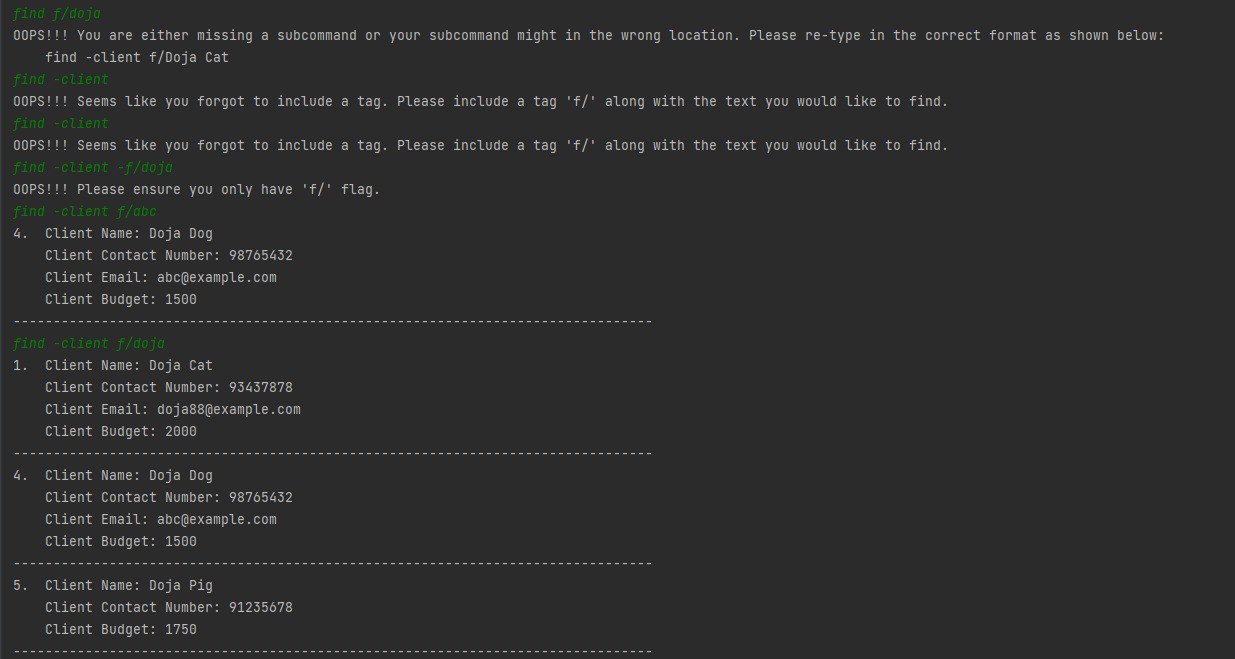 find f/doja
OOPS!!! You are either missing a subcommand or your subcommand might in the wrong location. Please re-type in the correct format as shown below:
    find -client f/Doja Cat
find -client
OOPS!!! Seems like you forgot to include a tag. Please include a tag 'f/' along with the text you would like to find.
find -client
OOPS!!! Seems like you forgot to include a tag. Please include a tag 'f/' along with the text you would like to find.
find -client -f/doja
OOPS!!! Please ensure you only have 'f/' flag.
find -client f/abc
4.  Client Name: Doja Dog
    Client Contact Number: 98765432
    Client Email: abc@example.com
    Client Budget: 1500
--------------------------------------------------------------------------------
find -client f/doja
1.  Client Name: Doja Cat
    Client Contact Number: 93437878
    Client Email: doja88@example.com
    Client Budget: 2000
--------------------------------------------------------------------------------
4.  Client Name: Doja Dog
    Client Contact Number: 98765432
    Client Email: abc@example.com
    Client Budget: 1500
--------------------------------------------------------------------------------
5.  Client Name: Doja Pig
    Client Contact Number: 91235678
    Client Budget: 1750
--------------------------------------------------------------------------------